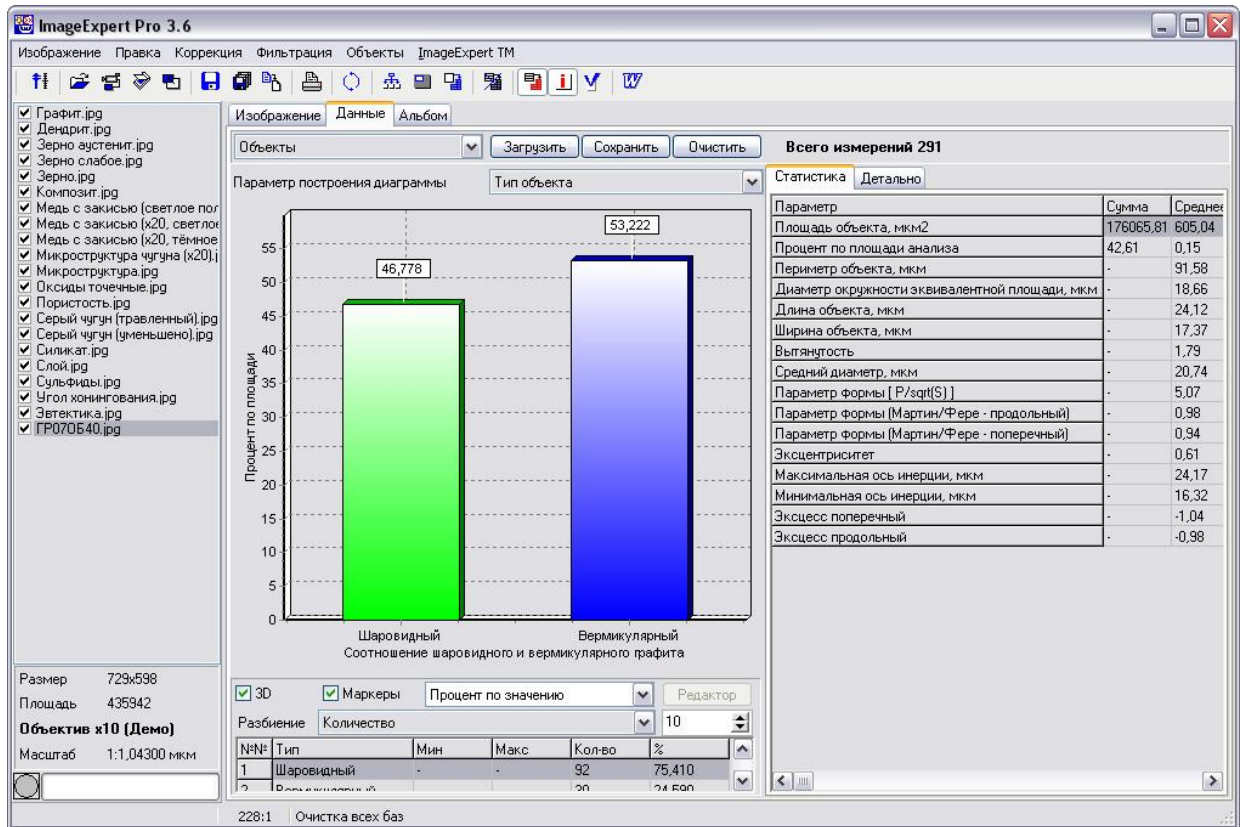 ImageExpert Pro 3.6
Изображение Правка Коррекция Фильтрация Объекты ImageExpert TM
Графит.jpg
Дендрит.jpg
Зерно аустенит.jpg
Зерно слабое.jpg
Зерно.jpg
Композит.jpg
Медь с закисью (светлое пол
Медь с закисью (x20, светлое
Медь с закисью (x20, тёмное
Микроструктура чугуна (x20).j
Микроструктура.jpg
Оксиды точечные.jpg
Пористость.jpg
Серый чугун (травленный).jpg
Серый чугун (уменьшено).jpg
Силикат.jpg
Слой.jpg
Сульфиды.jpg
Угол хонингования.jpg
Эвтектика.jpg
ГР07ОБ40.jpg
Размер 729x598
Площадь 435942
Объектив x10 (Демо)
Масштаб 1:1,04300 мкм
Изображение Данные Альбом
Объекты Загрузить Сохранить Очистить Всего измерений 291
Параметр построения диаграммы Тип объекта
53,222
46,778
55
50
45
40
35
30
25
20
15
10
5
0
Процент по площади
Шаровидный Вермикулярный
Соотношение шаровидного и вермикулярного графита
3D Маркеры Процент по значению Редактор
Разбиение Количество 10
№№ Тип Мин Макс Кол-во %
1 Шаровидный - - 92 75,410
2 Вермикулярный 30 24,590
Статистика Детально
Параметр Сумма Среднее
Площадь объекта, мкм2 176065,81 605,04
Процент по площади анализа 42,61 0,15
Периметр объекта, мкм - 91,58
Диаметр окружности эквивалентной площади, мкм - 18,66
Длина объекта, мкм - 24,12
Ширина объекта, мкм - 17,37
Вытянутость - 1,79
Средний диаметр, мкм - 20,74
Параметр формы [ P/sqrt(S) ] - 5,07
Параметр формы (Мартин/Фере - продольный) - 0,98
Параметр формы (Мартин/Фере - поперечный) - 0,94
Эксцентриситет - 0,61
Максимальная ось инерции, мкм - 24,17
Минимальная ось инерции, мкм - 16,32
Эксцесс поперечный - -1,04
Эксцесс продольный - -0,98
228:1 Очистка всех баз